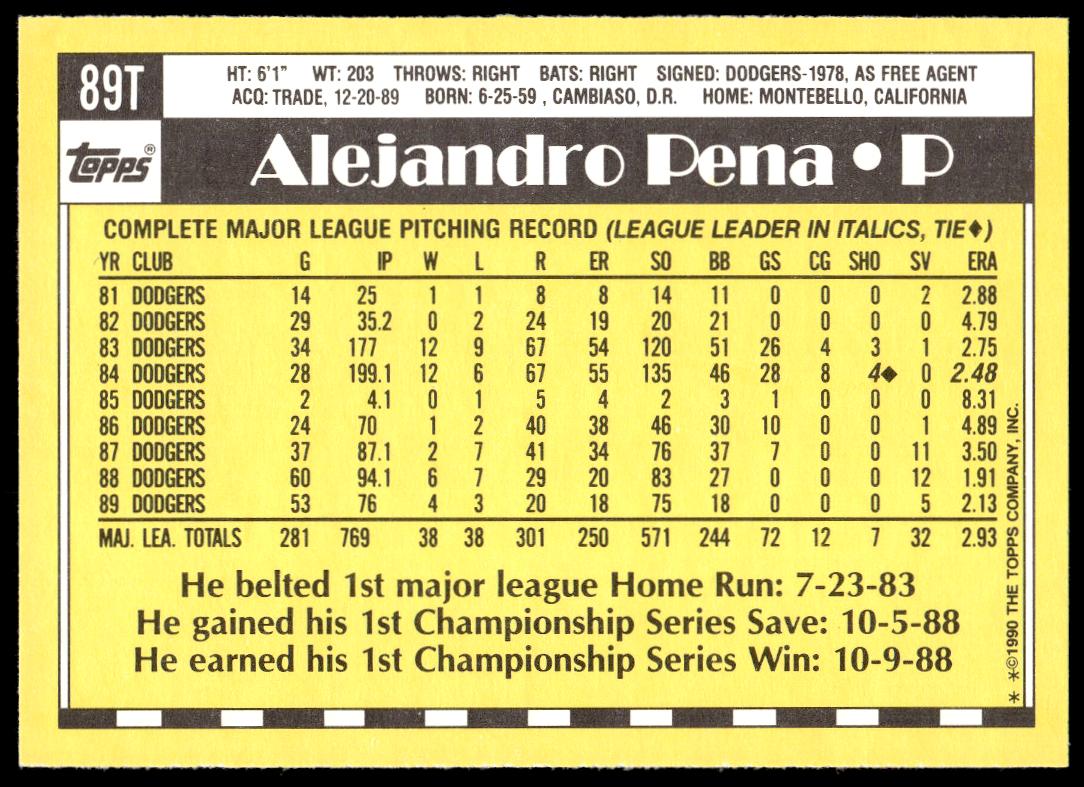 89T
HT: 6'1" WT: 203 THROWS: RIGHT BATS: RIGHT SIGNED: DODGERS-1978, AS FREE AGENT
ACQ: TRADE, 12-20-89 BORN: 6-25-59 , CAMBIASO, D.R. HOME: MONTEBELLO, CALIFORNIA
topps®
Alejandro Pena • P
COMPLETE MAJOR LEAGUE PITCHING RECORD (LEAGUE LEADER IN ITALICS, TIE♦)
YR CLUB G IP W L R ER SO BB GS CG SHO SV ERA
81 DODGERS 14 25 1 1 8 8 14 11 0 0 0 2 2.88
82 DODGERS 29 35.2 0 2 24 19 20 21 0 0 0 0 4.79
83 DODGERS 34 177 12 9 67 54 120 51 26 4 3 1 2.75
84 DODGERS 28 199.1 12 6 67 55 135 46 28 8 4♦ 0 2.48
85 DODGERS 2 4.1 0 1 5 4 2 3 1 0 0 0 8.31
86 DODGERS 24 70 1 2 40 38 46 30 10 0 0 1 4.89
87 DODGERS 37 87.1 2 7 41 34 76 37 7 0 0 11 3.50
88 DODGERS 60 94.1 6 7 29 20 83 27 0 0 0 12 1.91
89 DODGERS 53 76 4 3 20 18 75 18 0 0 0 5 2.13
MAJ. LEA. TOTALS 281 769 38 38 301 250 571 244 72 12 7 32 2.93
He belted 1st major league Home Run: 7-23-83
He gained his 1st Championship Series Save: 10-5-88
He earned his 1st Championship Series Win: 10-9-88
* *©1990 THE TOPPS COMPANY, INC.